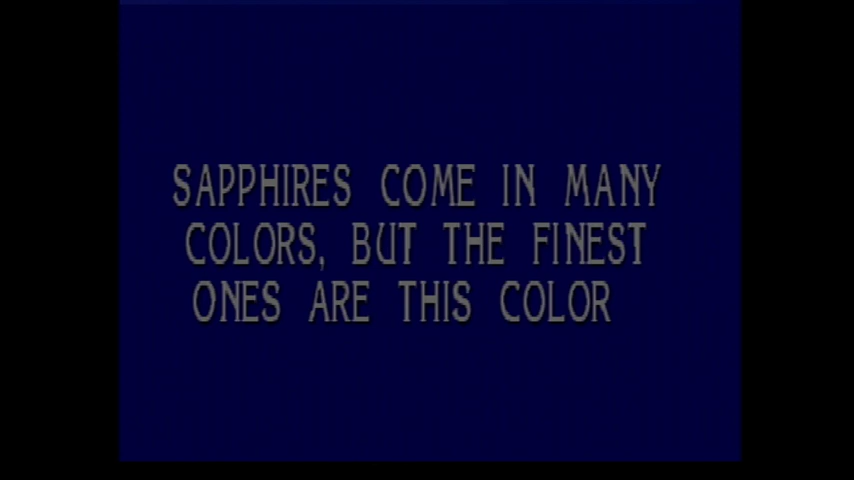 SAPPHIRES COME IN MANY
COLORS, BUT THE FINEST
ONES ARE THIS COLOR